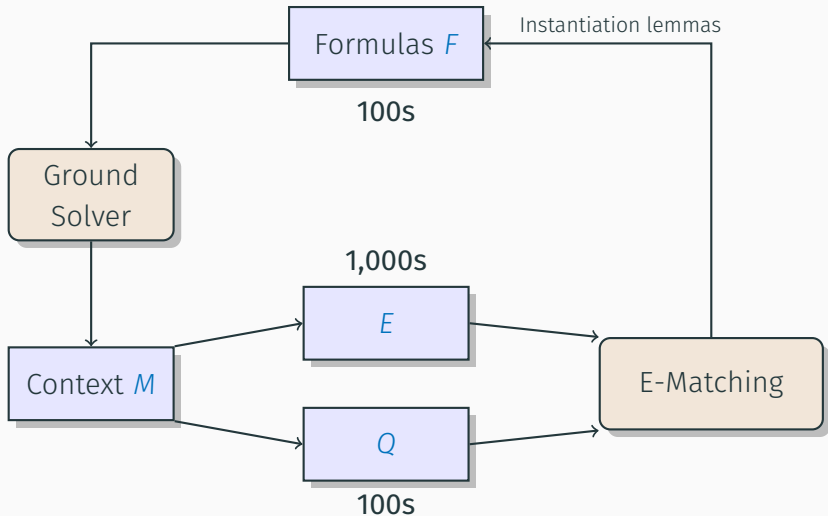 Instantiation lemmas
Formulas F
100s
Ground
Solver
1,000s
E
Context M
E-Matching
Q
100s